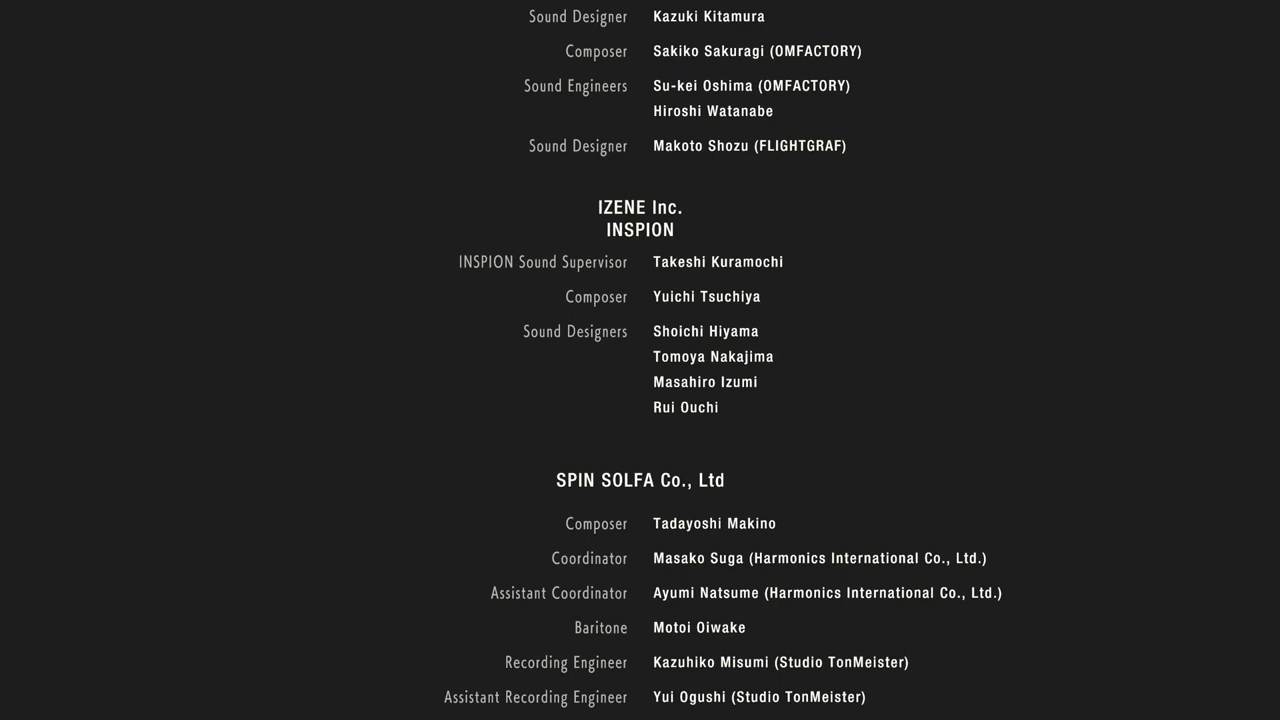 Sound Designer Kazuki Kitamura
Composer Sakiko Sakuragi (OMFACTORY)
Sound Engineers Su-kei Oshima (OMFACTORY)
Hiroshi Watanabe
Sound Designer Makoto Shozu (FLIGHTGRAF)
IZENE Inc.
INSPION
INSPION Sound Supervisor Takeshi Kuramochi
Composer Yuichi Tsuchiya
Sound Designers Shoichi Hiyama
Tomoya Nakajima
Masahiro Izumi
Rui Ouchi
SPIN SOLFA Co., Ltd
Composer Tadayoshi Makino
Coordinator Masako Suga (Harmonics International Co., Ltd.)
Assistant Coordinator Ayumi Natsume (Harmonics International Co., Ltd.)
Baritone Motoi Oiwake
Recording Engineer Kazuhiko Misumi (Studio TonMeister)
Assistant Recording Engineer Yui Ogushi (Studio TonMeister)